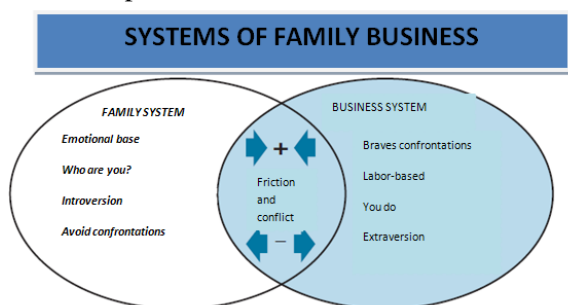 SYSTEMS OF FAMILY BUSINESS
FAMILY SYSTEM
Emotional base
Who are you?
Introversion
Avoid confrontations
+
Friction
and
conflict
−
BUSINESS SYSTEM
Braves confrontations
Labor-based
You do
Extraversion